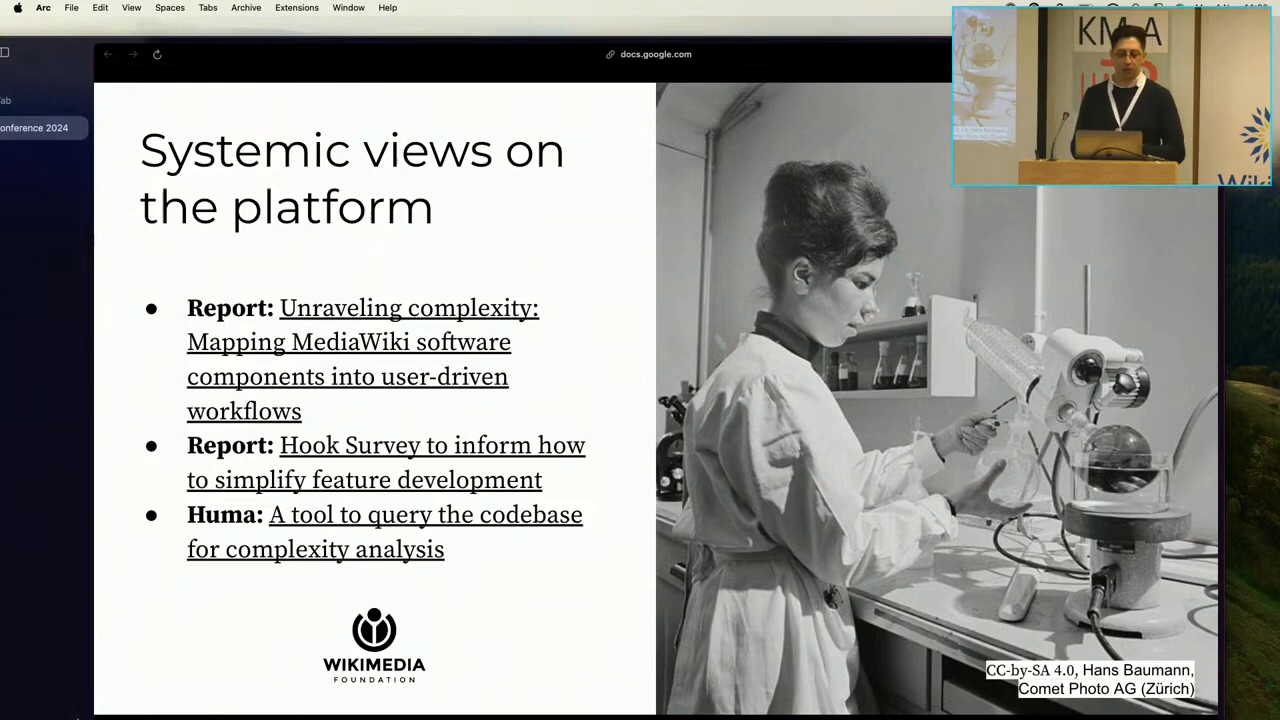 Arc File Edit View Spaces Tabs Archive Extensions Window Help
docs.google.com
onference 2024
Systemic views on
the platform
● Report: Unraveling complexity:
Mapping MediaWiki software
components into user-driven
workflows
● Report: Hook Survey to inform how
to simplify feature development
● Huma: A tool to query the codebase
for complexity analysis
WIKIMEDIA
FOUNDATION
CC-by-SA 4.0, Hans Baumann,
Comet Photo AG (Zürich)